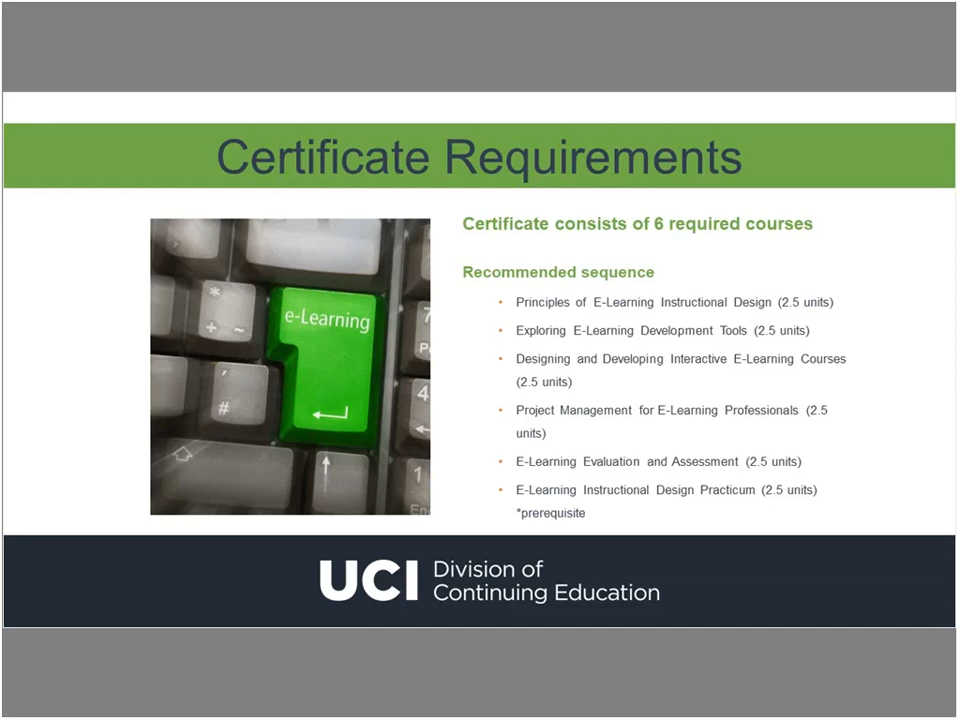 Certificate Requirements
Certificate consists of 6 required courses
Recommended sequence
• Principles of E-Learning Instructional Design (2.5 units)
• Exploring E-Learning Development Tools (2.5 units)
• Designing and Developing Interactive E-Learning Courses
(2.5 units)
• Project Management for E-Learning Professionals (2.5
units)
• E-Learning Evaluation and Assessment (2.5 units)
• E-Learning Instructional Design Practicum (2.5 units)
*prerequisite
e-Learning
*
+ ~
7
'
#
4
1
UCI Division of
Continuing Education